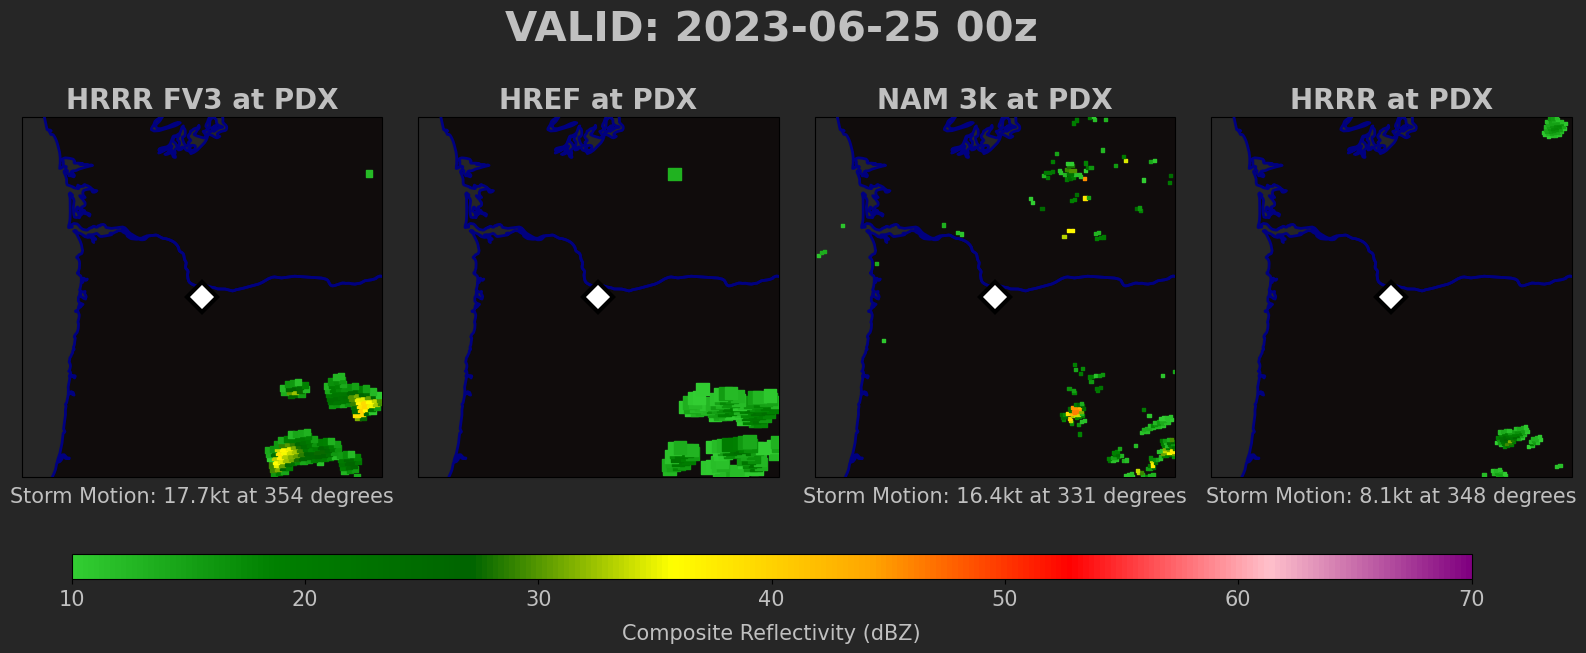 VALID: 2023-06-25 00z
HRRR FV3 at PDX
HREF at PDX
NAM 3k at PDX
HRRR at PDX
Storm Motion: 17.7kt at 354 degrees
Storm Motion: 16.4kt at 331 degrees
Storm Motion: 8.1kt at 348 degrees
10 20 30 40 50 60 70
Composite Reflectivity (dBZ)